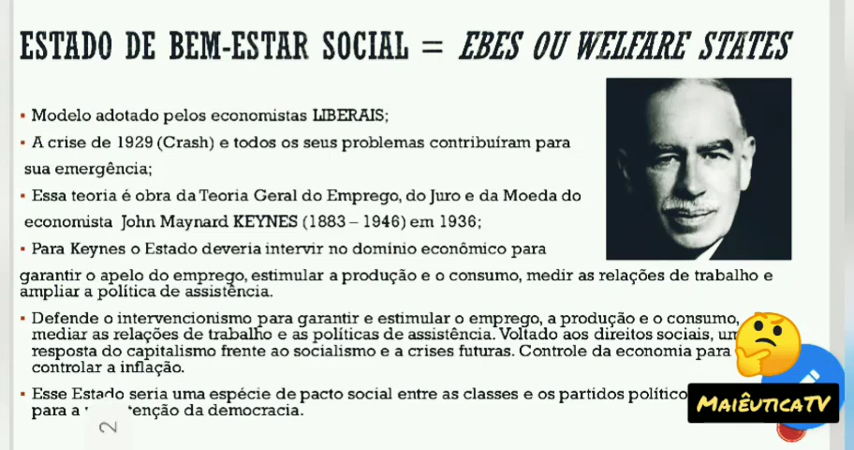 ESTADO DE BEM-ESTAR SOCIAL = EBES OU WELFARE STATES
▪ Modelo adotado pelos economistas LIBERAIS;
▪ A crise de 1929 (Crash) e todos os seus problemas contribuíram para
sua emergência;
▪ Essa teoria é obra da Teoria Geral do Emprego, do Juro e da Moeda do
economista John Maynard KEYNES (1883 – 1946) em 1936;
▪ Para Keynes o Estado deveria intervir no domínio econômico para
garantir o apelo do emprego, estimular a produção e o consumo, medir as relações de trabalho e
ampliar a política de assistência.
▪ Defende o intervencionismo para garantir e estimular o emprego, a produção e o consumo,
mediar as relações de trabalho e as políticas de assistência. Voltado aos direitos sociais,
resposta do capitalismo frente ao socialismo e a crises futuras. Controle da economia para
controlar a inflação.
▪ Esse Estado seria uma espécie de pacto social entre as classes e os partidos
para a da democracia.
MAIÊUTICATV
2